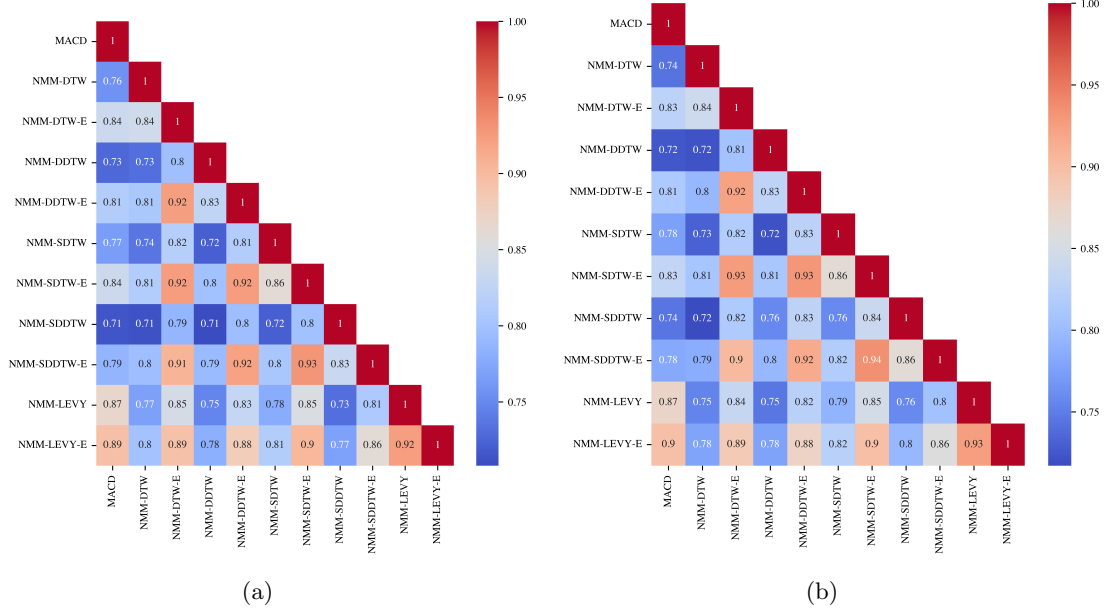 MACD
1
NMM-DTW
0.76 1
NMM-DTW-E
0.84 0.84 1
NMM-DDTW
0.73 0.73 0.8 1
NMM-DDTW-E
0.81 0.81 0.92 0.83 1
NMM-SDTW
0.77 0.74 0.82 0.72 0.81 1
NMM-SDTW-E
0.84 0.81 0.92 0.8 0.92 0.86 1
NMM-SDDTW
0.71 0.71 0.79 0.71 0.8 0.72 0.8 1
NMM-SDDTW-E
0.79 0.8 0.91 0.79 0.92 0.8 0.93 0.83 1
NMM-LEVY
0.87 0.77 0.85 0.75 0.83 0.78 0.85 0.73 0.81 1
NMM-LEVY-E
0.89 0.8 0.89 0.78 0.88 0.81 0.9 0.77 0.86 0.92 1
MACD
NMM-DTW
NMM-DTW-E
NMM-DDTW
NMM-DDTW-E
NMM-SDTW
NMM-SDTW-E
NMM-SDDTW
NMM-SDDTW-E
NMM-LEVY
NMM-LEVY-E
1.00
0.95
0.90
0.85
0.80
0.75
(a)
MACD
1
NMM-DTW
0.74 1
NMM-DTW-E
0.83 0.84 1
NMM-DDTW
0.72 0.72 0.81 1
NMM-DDTW-E
0.81 0.8 0.92 0.83 1
NMM-SDTW
0.78 0.73 0.82 0.72 0.83 1
NMM-SDTW-E
0.83 0.81 0.93 0.81 0.93 0.86 1
NMM-SDDTW
0.74 0.72 0.82 0.76 0.83 0.76 0.84 1
NMM-SDDTW-E
0.78 0.79 0.9 0.8 0.92 0.82 0.94 0.86 1
NMM-LEVY
0.87 0.75 0.84 0.75 0.82 0.79 0.85 0.76 0.8 1
NMM-LEVY-E
0.9 0.78 0.89 0.78 0.88 0.82 0.9 0.8 0.86 0.93 1
MACD
NMM-DTW
NMM-DTW-E
NMM-DDTW
NMM-DDTW-E
NMM-SDTW
NMM-SDTW-E
NMM-SDDTW
NMM-SDDTW-E
NMM-LEVY
NMM-LEVY-E
1.00
0.95
0.90
0.85
0.80
0.75
(b)